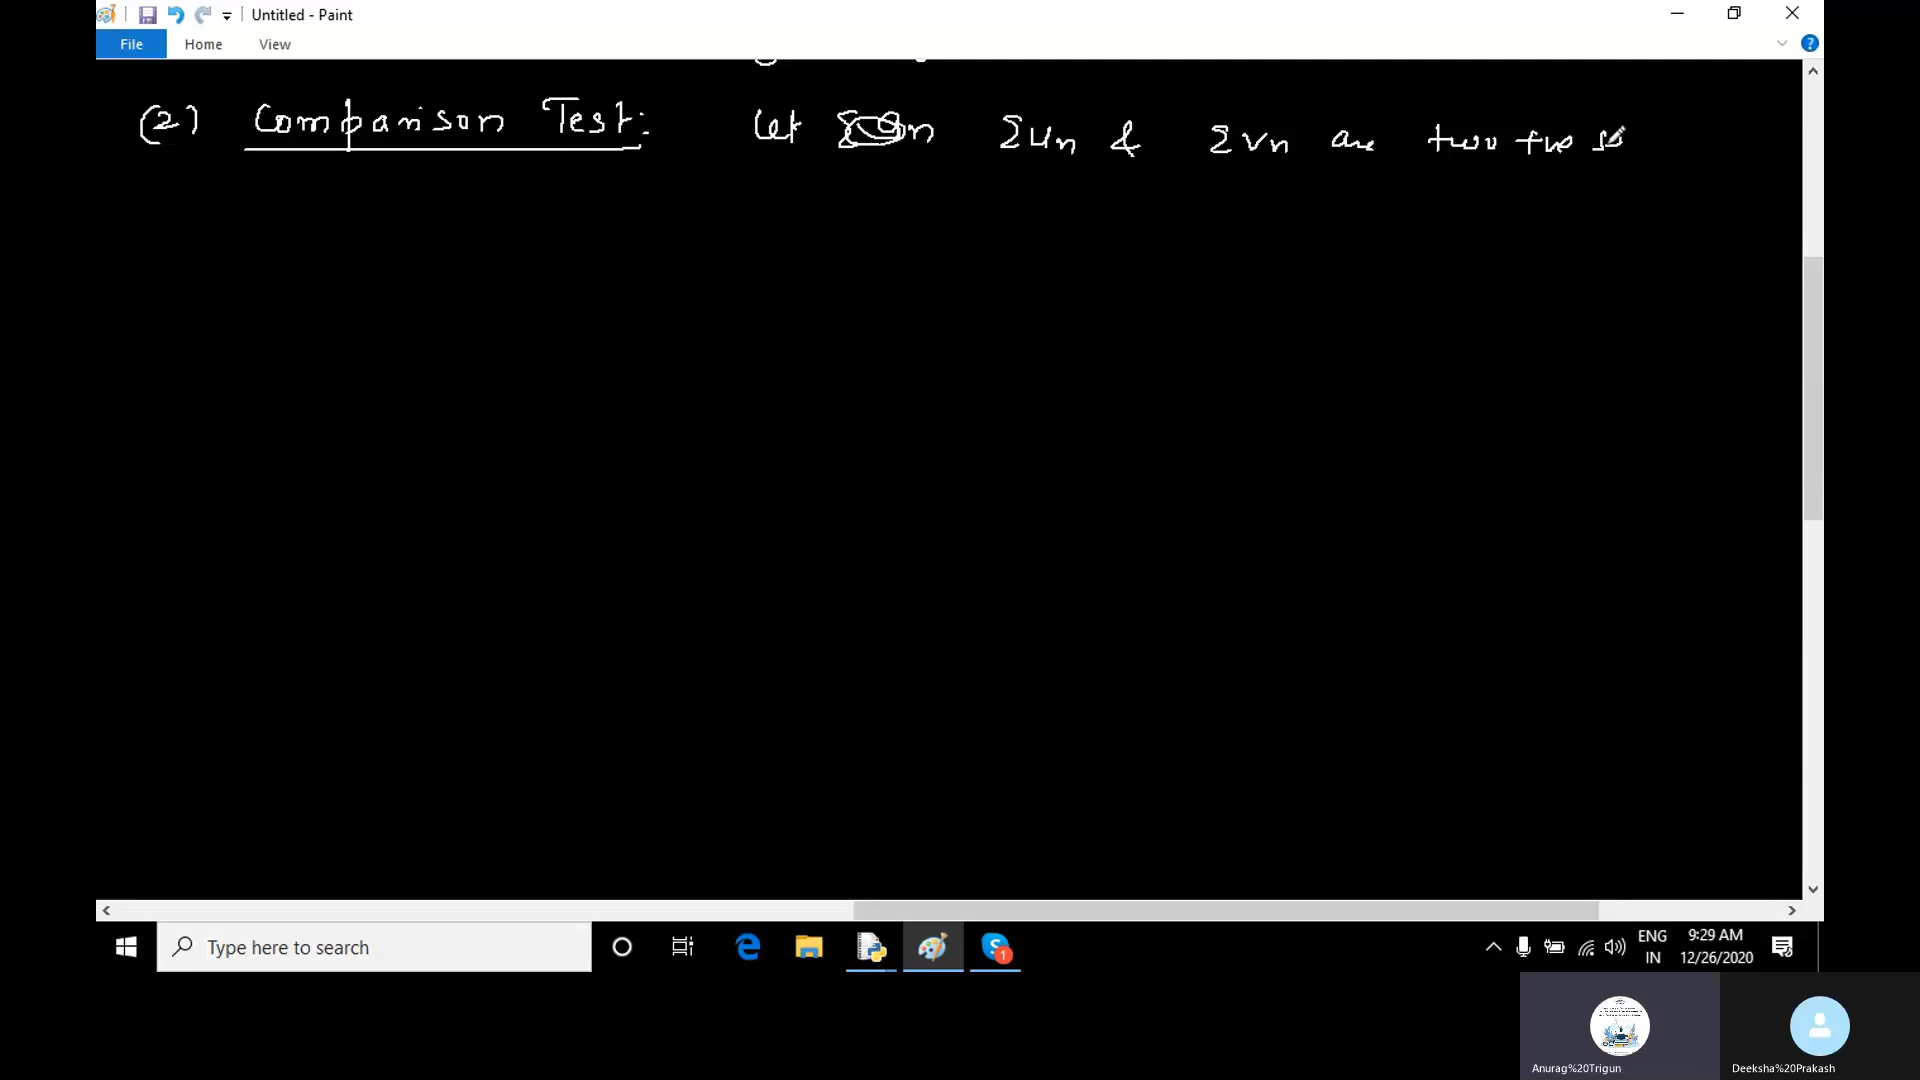 Untitled - Paint
File Home View
(2) Comparison Test: Let Σun & Σvn are two +ve
Type here to search
1
ENG 9:29 AM
IN 12/26/2020
Anurag%20Trigun Deeksha%20Prakash